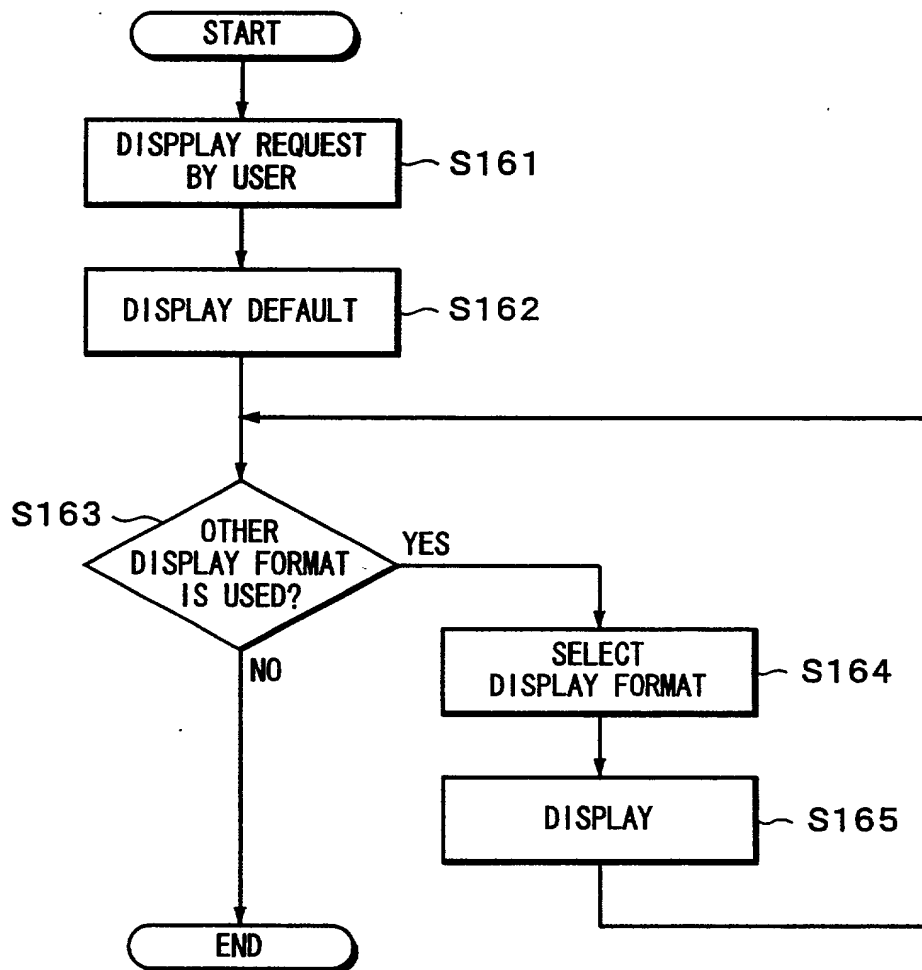 START
DISPPLAY REQUEST
BY USER
S161
DISPLAY DEFAULT
S162
S163
OTHER
DISPLAY FORMAT
IS USED?
YES
NO
SELECT
DISPLAY FORMAT
S164
DISPLAY
S165
END